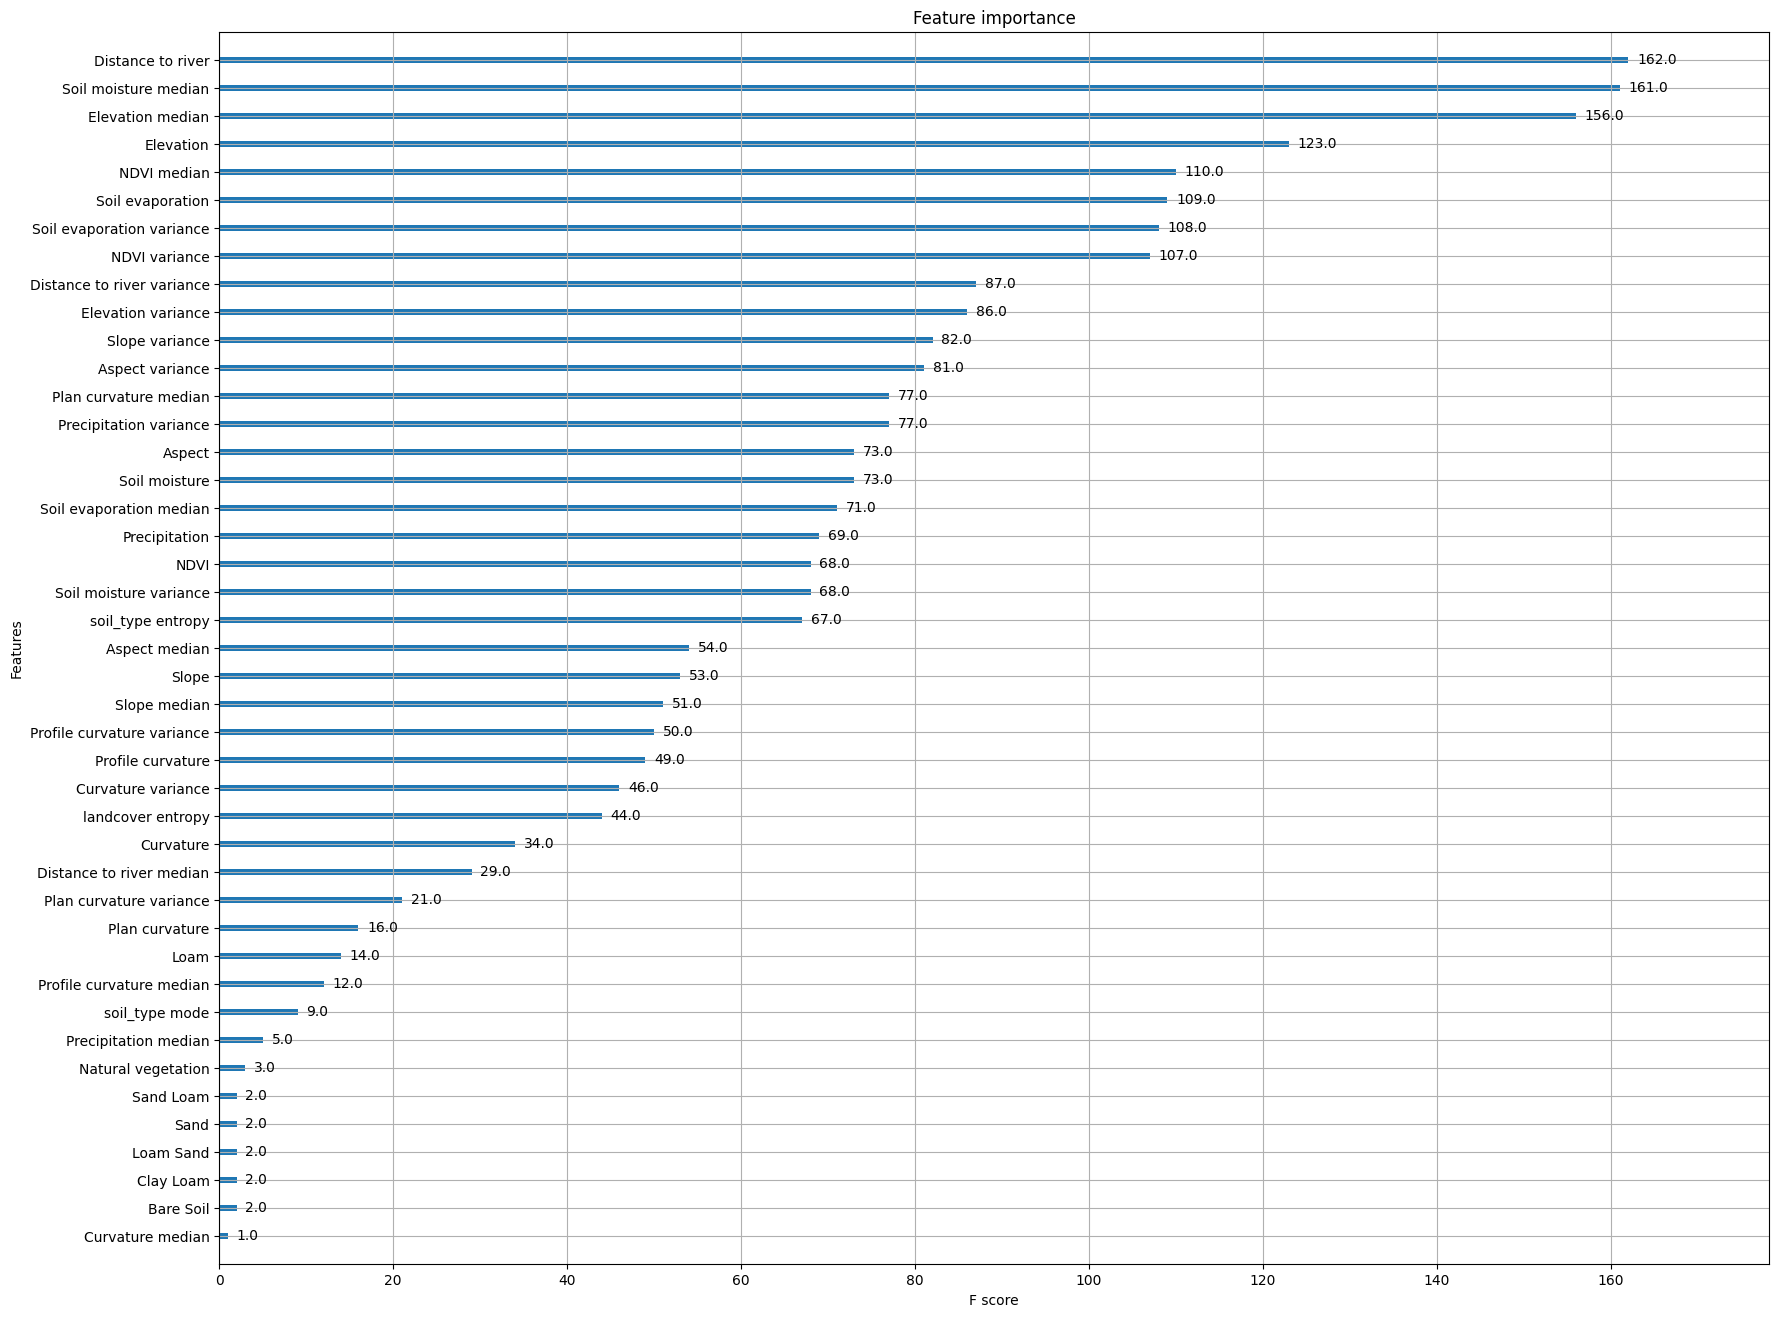 Feature importance
Distance to river 162.0
Soil moisture median 161.0
Elevation median 156.0
Elevation 123.0
NDVI median 110.0
Soil evaporation 109.0
Soil evaporation variance 108.0
NDVI variance 107.0
Distance to river variance 87.0
Elevation variance 86.0
Slope variance 82.0
Aspect variance 81.0
Plan curvature median 77.0
Precipitation variance 77.0
Aspect 73.0
Soil moisture 73.0
Soil evaporation median 71.0
Precipitation 69.0
NDVI 68.0
Soil moisture variance 68.0
soil_type entropy 67.0
Aspect median 54.0
Slope 53.0
Slope median 51.0
Profile curvature variance 50.0
Profile curvature 49.0
Curvature variance 46.0
landcover entropy 44.0
Curvature 34.0
Distance to river median 29.0
Plan curvature variance 21.0
Plan curvature 16.0
Loam 14.0
Profile curvature median 12.0
soil_type mode 9.0
Precipitation median 5.0
Natural vegetation 3.0
Sand Loam 2.0
Sand 2.0
Loam Sand 2.0
Clay Loam 2.0
Bare Soil 2.0
Curvature median 1.0
Features
0 20 40 60 80 100 120 140 160
F score